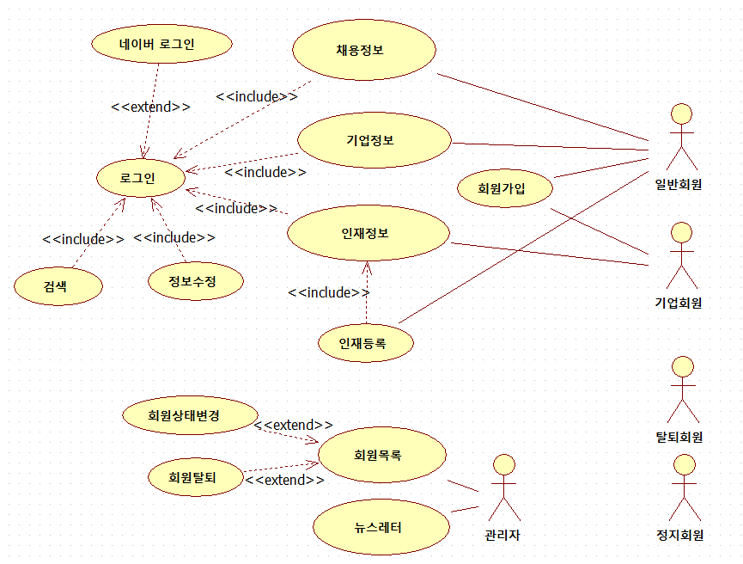 네이버 로그인
채용정보
<<extend>>
<<include>>
기업정보
<<include>>
로그인
회원가입
일반회원
<<include>>
인재정보
<<include>>
<<include>>
검색
정보수정
<<include>>
기업회원
인재등록
회원상태변경
<<extend>>
회원목록
탈퇴회원
회원탈퇴
<<extend>>
뉴스레터
관리자
정지회원